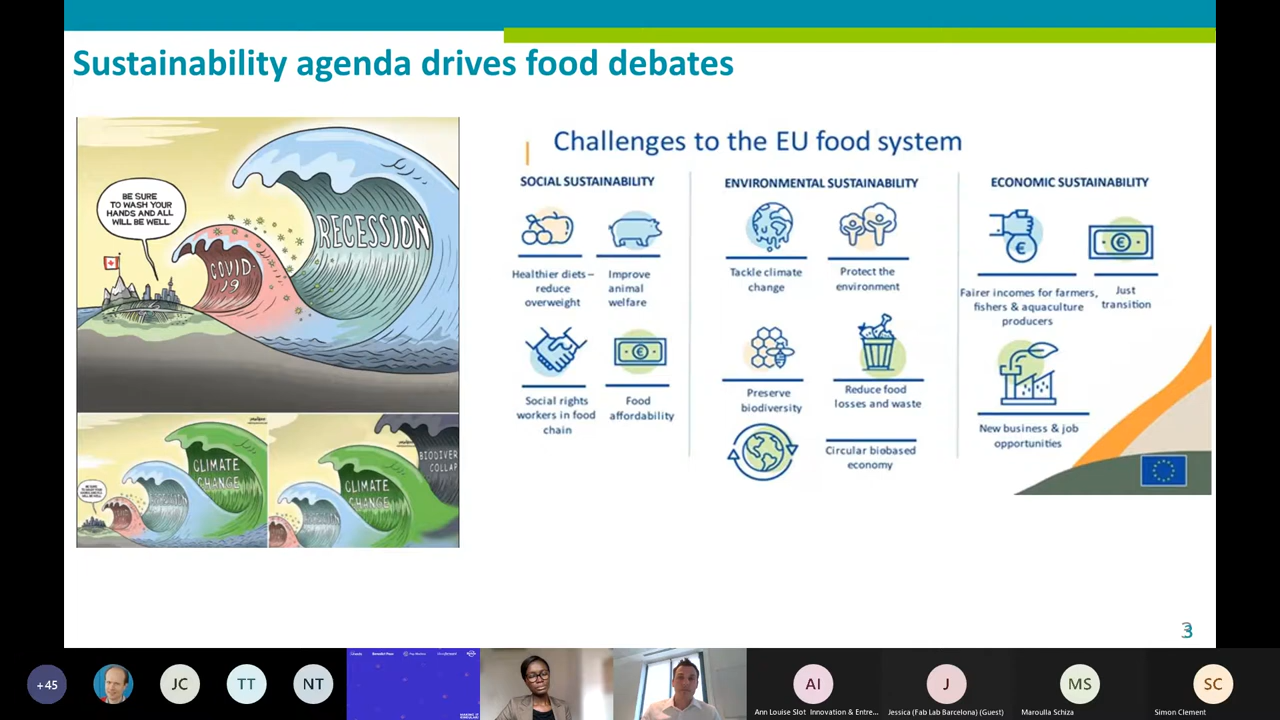 Sustainability agenda drives food debates
BE SURE
TO WASH YOUR
HANDS AND ALL
WILL BE WELL.
COVID-
19
RECESSION
CLIMATE
CHANGE
CLIMATE
CHANGE
BIODIVER
COLLAP
Challenges to the EU food system
SOCIAL SUSTAINABILITY
Healthier diets –
reduce
overweight
Improve
animal
welfare
Social rights
workers in food
chain
Food
affordability
ENVIRONMENTAL SUSTAINABILITY
Tackle climate
change
Protect the
environment
Preserve
biodiversity
Reduce food
losses and waste
Circular biobased
economy
ECONOMIC SUSTAINABILITY
Fairer incomes for farmers,
fishers & aquaculture
producers
Just
transition
New business & job
opportunities
3
+45
JC
TT
NT
AI
Ann Louise Slot Innovation & Entre...
J
Jessica (Fab Lab Barcelona) (Guest)
MS
Maroulla Schiza
SC
Simon Clement